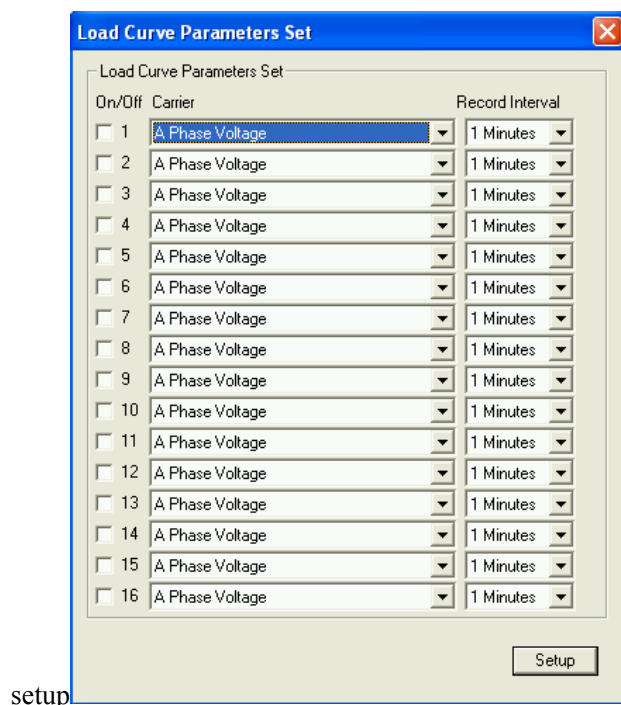 Load Curve Parameters Set
Load Curve Parameters Set
On/Off Carrier Record Interval
1 A Phase Voltage 1 Minutes
2 A Phase Voltage 1 Minutes
3 A Phase Voltage 1 Minutes
4 A Phase Voltage 1 Minutes
5 A Phase Voltage 1 Minutes
6 A Phase Voltage 1 Minutes
7 A Phase Voltage 1 Minutes
8 A Phase Voltage 1 Minutes
9 A Phase Voltage 1 Minutes
10 A Phase Voltage 1 Minutes
11 A Phase Voltage 1 Minutes
12 A Phase Voltage 1 Minutes
13 A Phase Voltage 1 Minutes
14 A Phase Voltage 1 Minutes
15 A Phase Voltage 1 Minutes
16 A Phase Voltage 1 Minutes
Setup
setup